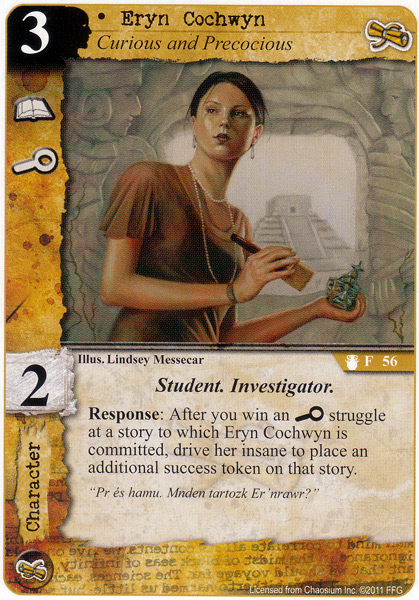 3
• Eryn Cochwyn
Curious and Precocious
Illus. Lindsey Messecar
F 56
2
Student. Investigator.
Response: After you win an struggle
at a story to which Eryn Cochwyn is
committed, drive her insane to place an
additional success token on that story.
“Pr és hamu. Mnden tartozk Er’nrawr?”
Character
Licensed from Chaosium Inc. ©2011 FFG